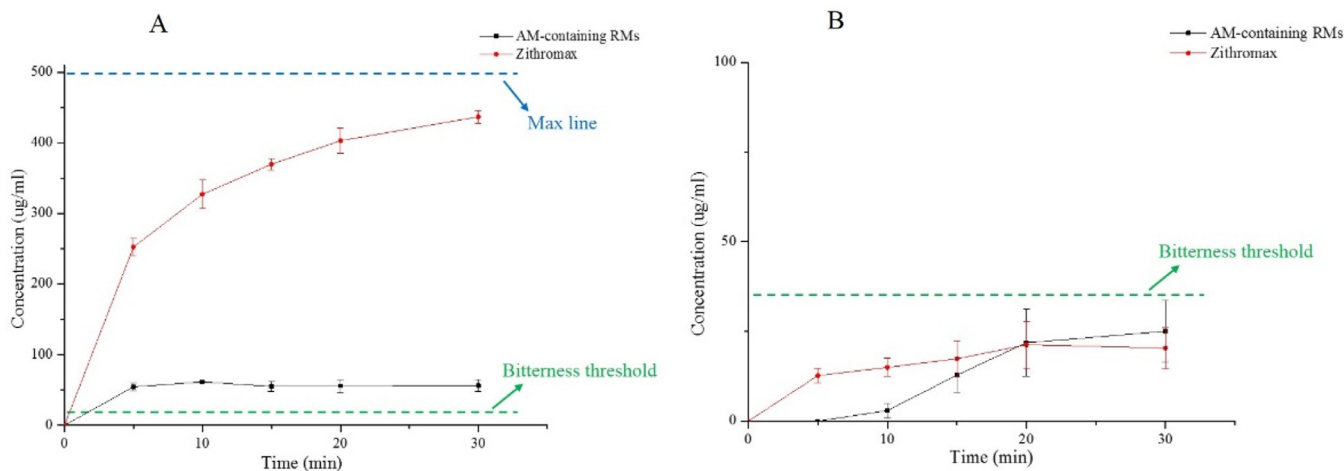 A
AM-containing RMs
Zithromax
500
400
300
200
100
0
Concentration (ug/ml)
Max line
Bitterness threshold
0
10
20
30
Time (min)
B
AM-containing RMs
Zithromax
100
50
0
Concentration (ug/ml)
Bitterness threshold
0
10
20
30
Time (min)